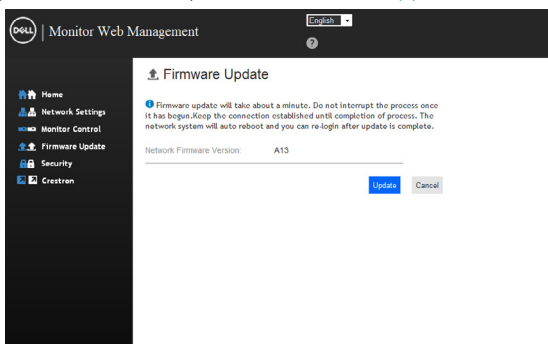 DELL | Monitor Web Management
English
?
Firmware Update
Home
Network Settings
Monitor Control
Firmware Update
Security
Crestron
Firmware update will take about a minute. Do not interrupt the process once
it has begun.Keep the connection established until completion of process. The
network system will auto reboot and you can re-login after update is complete.
Network Firmware Version: A13
Update Cancel